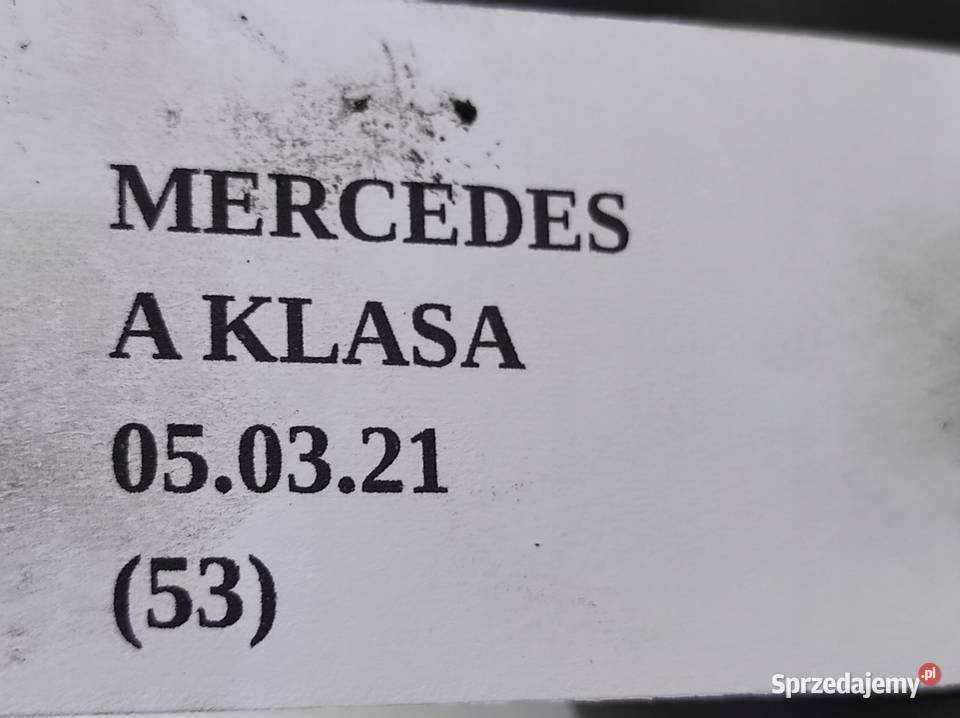 MERCEDES
A KLASA
05.03.21
(53)
Sprzedajemy.pl